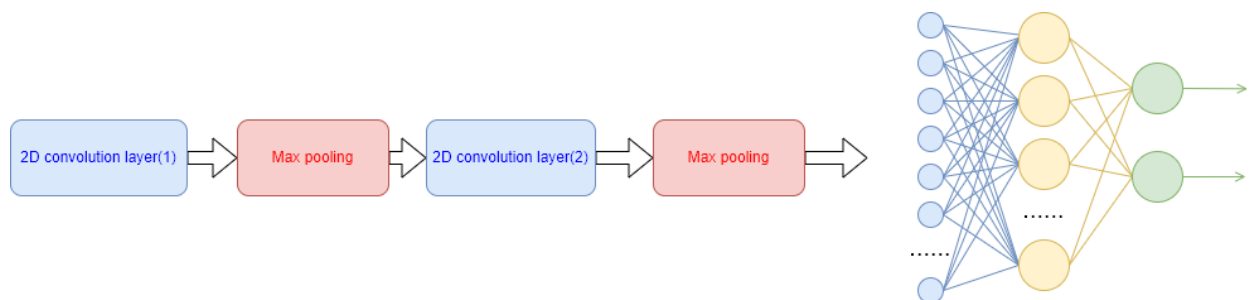 2D convolution layer(1)
Max pooling
2D convolution layer(2)
Max pooling
......
......